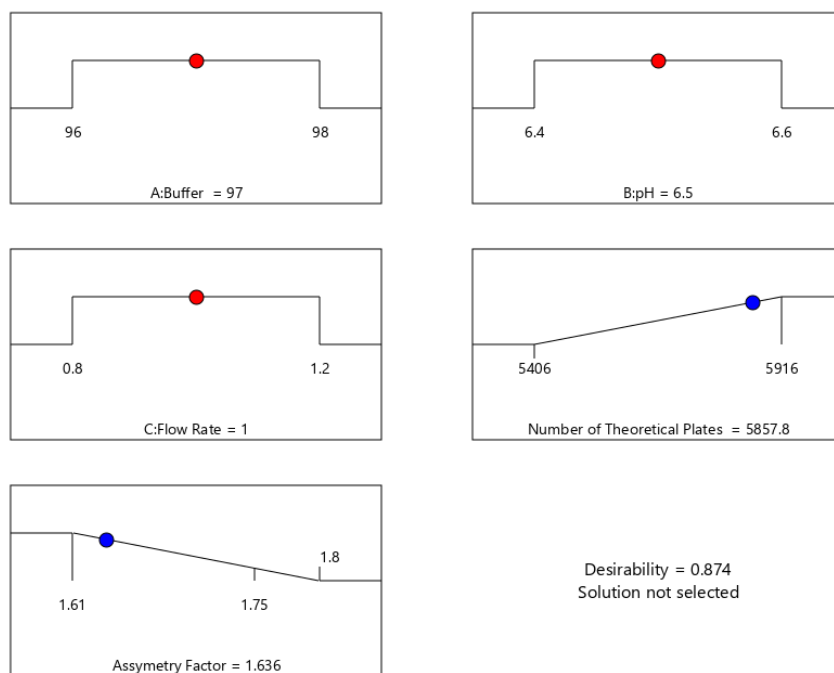 96
98
A:Buffer = 97
6.4
6.6
B:pH = 6.5
0.8
1.2
C:Flow Rate = 1
5406
5916
Number of Theoretical Plates = 5857.8
1.61
1.75
1.8
Assymetry Factor = 1.636
Desirability = 0.874
Solution not selected